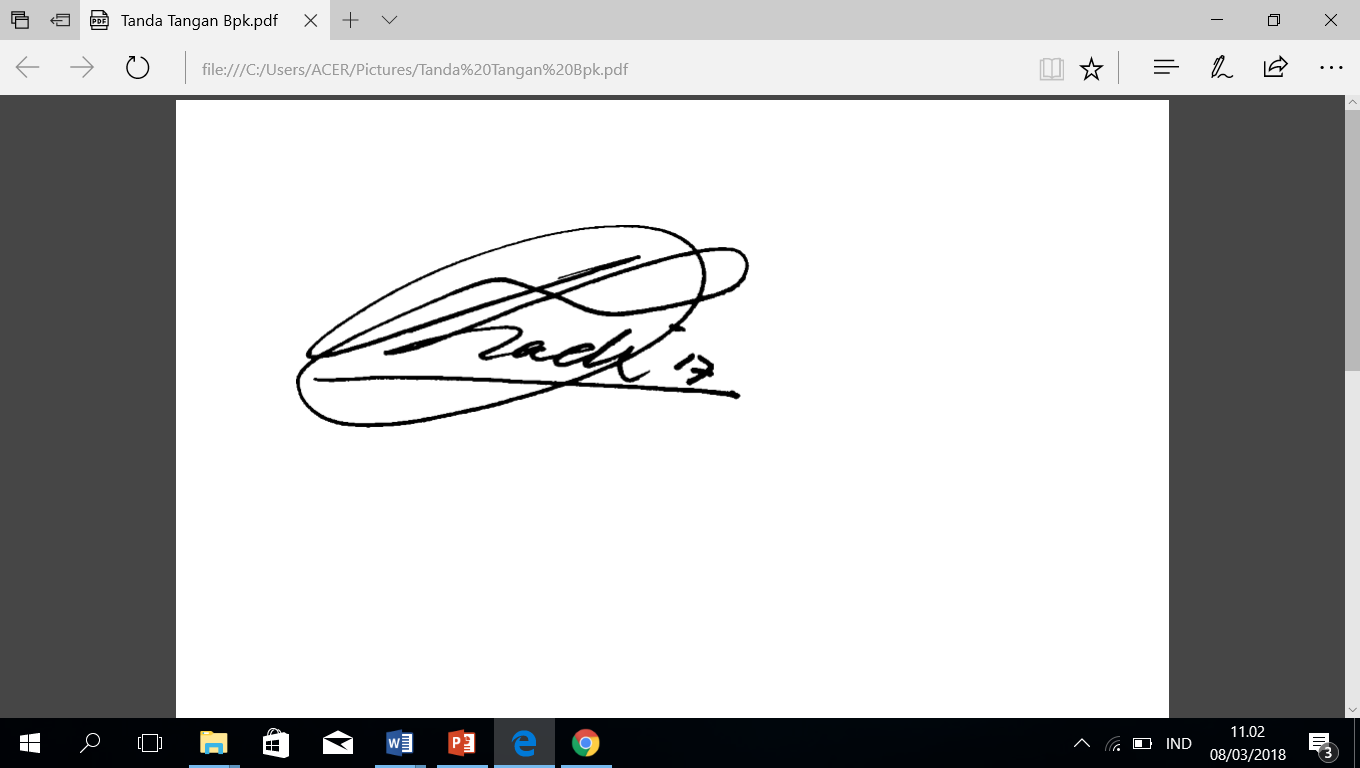 Tanda Tangan Bpk.pdf
file:///C:/Users/ACER/Pictures/Tanda%20Tangan%20Bpk.pdf
'17
IND
11.02
08/03/2018
3